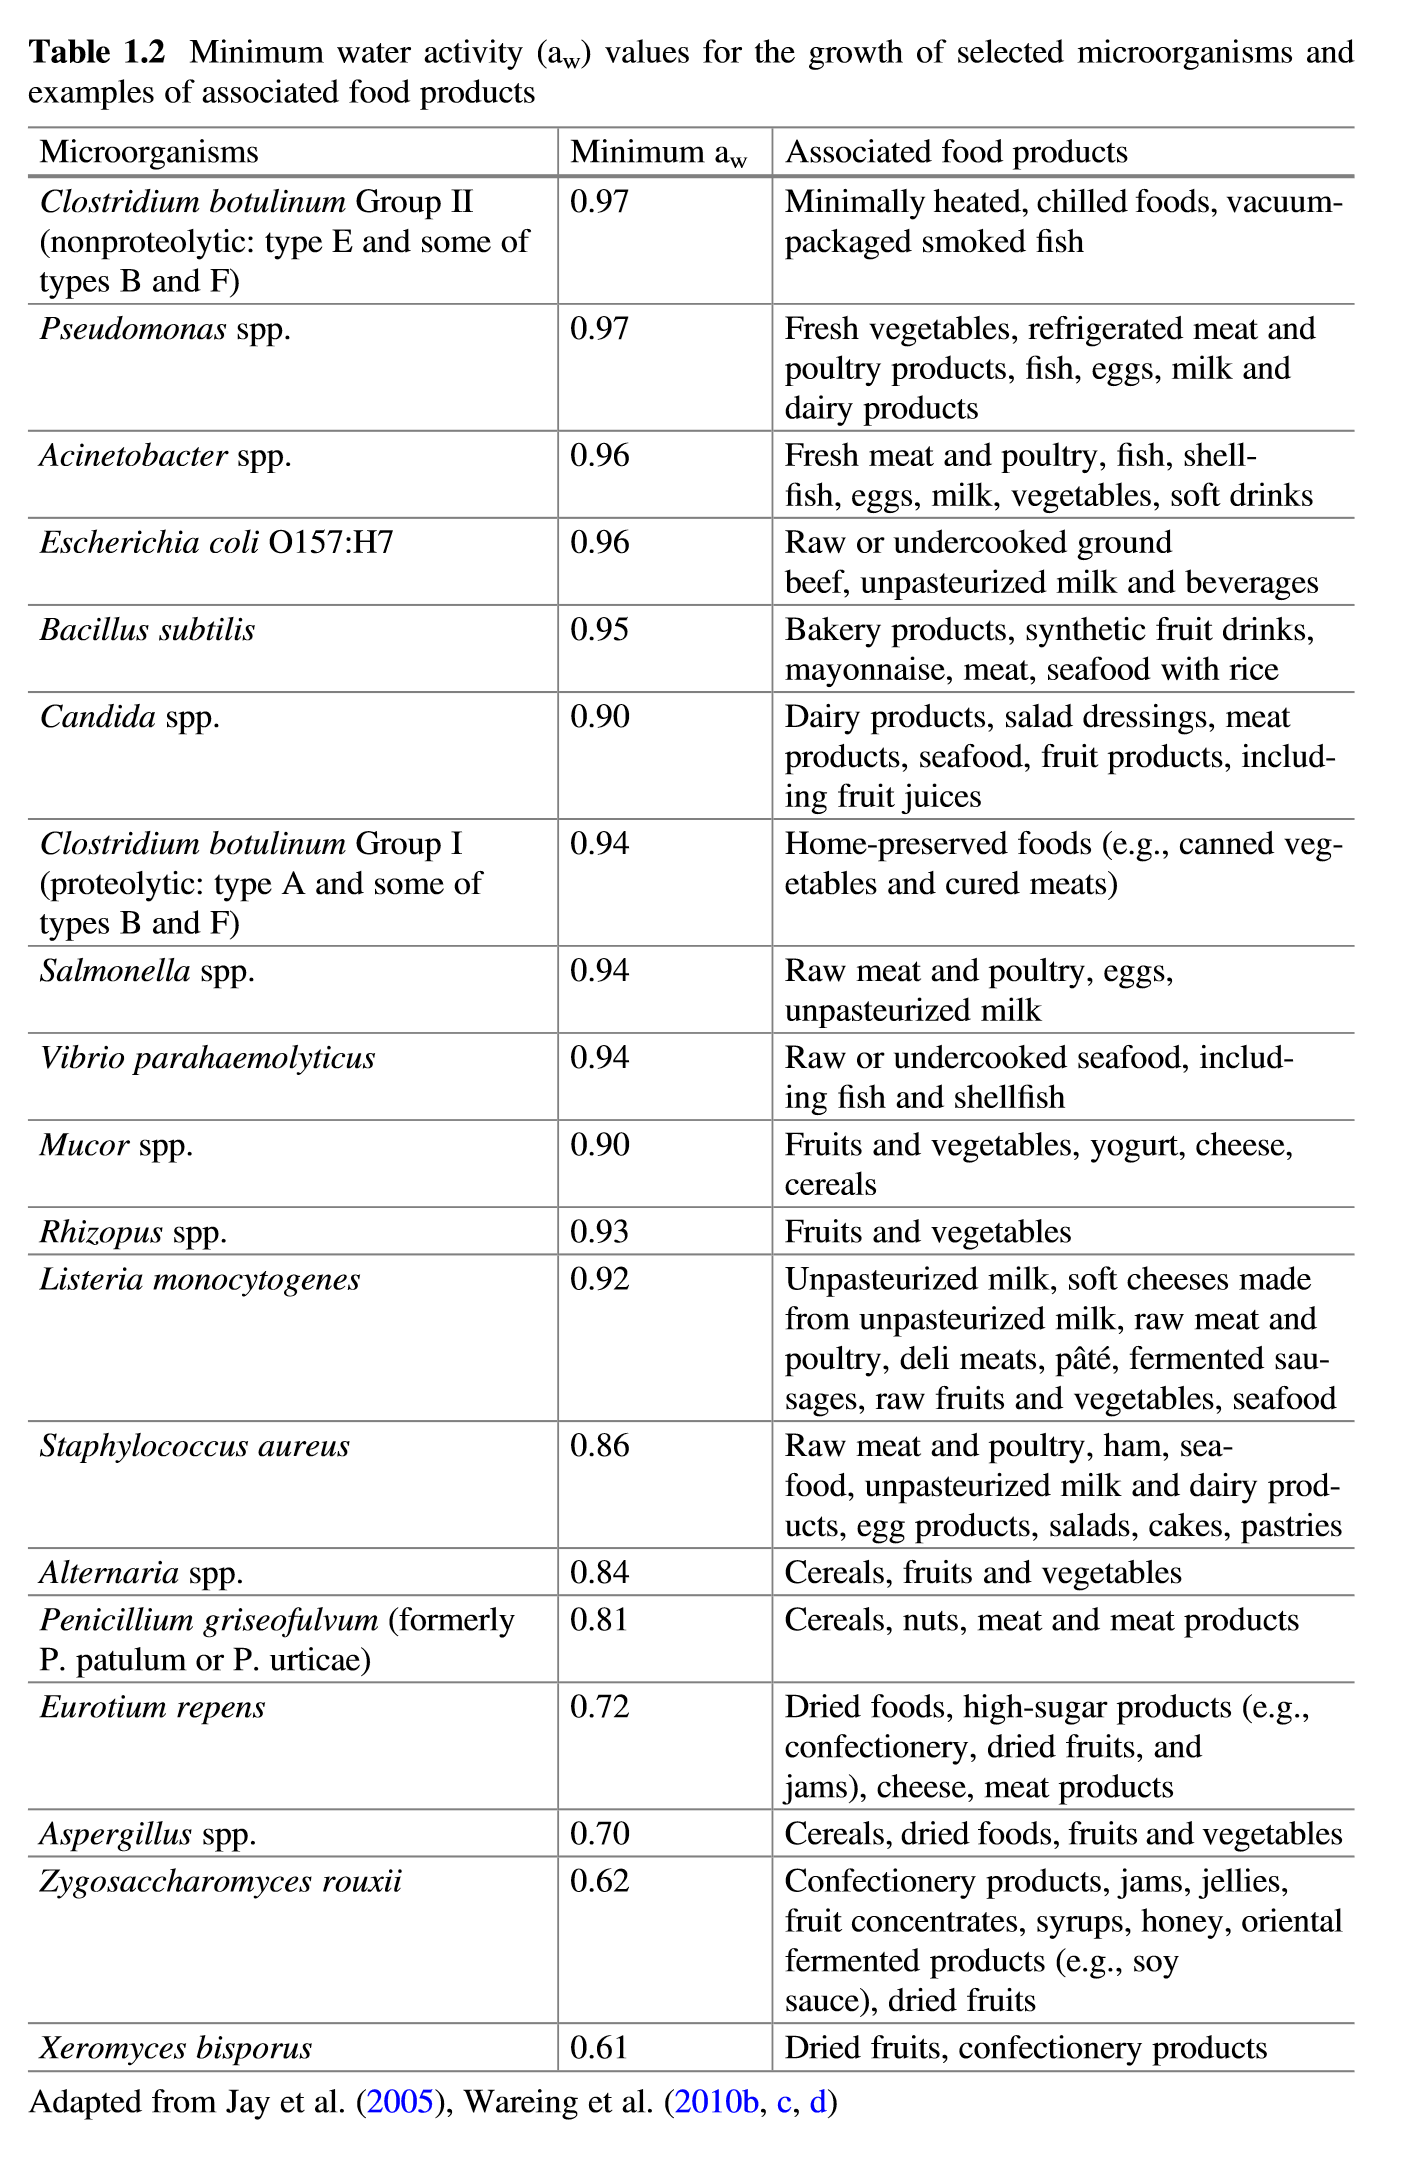 Table 1.2 Minimum water activity (aw) values for the growth of selected microorganisms and
examples of associated food products
Microorganisms Minimum aw Associated food products
Clostridium botulinum Group II 0.97 Minimally heated, chilled foods, vacuum-
(nonproteolytic: type E and some of packaged smoked fish
types B and F)
Pseudomonas spp. 0.97 Fresh vegetables, refrigerated meat and
poultry products, fish, eggs, milk and
dairy products
Acinetobacter spp. 0.96 Fresh meat and poultry, fish, shell-
fish, eggs, milk, vegetables, soft drinks
Escherichia coli O157:H7 0.96 Raw or undercooked ground
beef, unpasteurized milk and beverages
Bacillus subtilis 0.95 Bakery products, synthetic fruit drinks,
mayonnaise, meat, seafood with rice
Candida spp. 0.90 Dairy products, salad dressings, meat
products, seafood, fruit products, includ-
ing fruit juices
Clostridium botulinum Group I 0.94 Home-preserved foods (e.g., canned veg-
(proteolytic: type A and some of etables and cured meats)
types B and F)
Salmonella spp. 0.94 Raw meat and poultry, eggs,
unpasteurized milk
Vibrio parahaemolyticus 0.94 Raw or undercooked seafood, includ-
ing fish and shellfish
Mucor spp. 0.90 Fruits and vegetables, yogurt, cheese,
cereals
Rhizopus spp. 0.93 Fruits and vegetables
Listeria monocytogenes 0.92 Unpasteurized milk, soft cheeses made
from unpasteurized milk, raw meat and
poultry, deli meats, pâté, fermented sau-
sages, raw fruits and vegetables, seafood
Staphylococcus aureus 0.86 Raw meat and poultry, ham, sea-
food, unpasteurized milk and dairy prod-
ucts, egg products, salads, cakes, pastries
Alternaria spp. 0.84 Cereals, fruits and vegetables
Penicillium griseofulvum (formerly 0.81 Cereals, nuts, meat and meat products
P. patulum or P. urticae)
Eurotium repens 0.72 Dried foods, high-sugar products (e.g.,
confectionery, dried fruits, and
jams), cheese, meat products
Aspergillus spp. 0.70 Cereals, dried foods, fruits and vegetables
Zygosaccharomyces rouxii 0.62 Confectionery products, jams, jellies,
fruit concentrates, syrups, honey, oriental
fermented products (e.g., soy
sauce), dried fruits
Xeromyces bisporus 0.61 Dried fruits, confectionery products
Adapted from Jay et al. (2005), Wareing et al. (2010b, c, d)